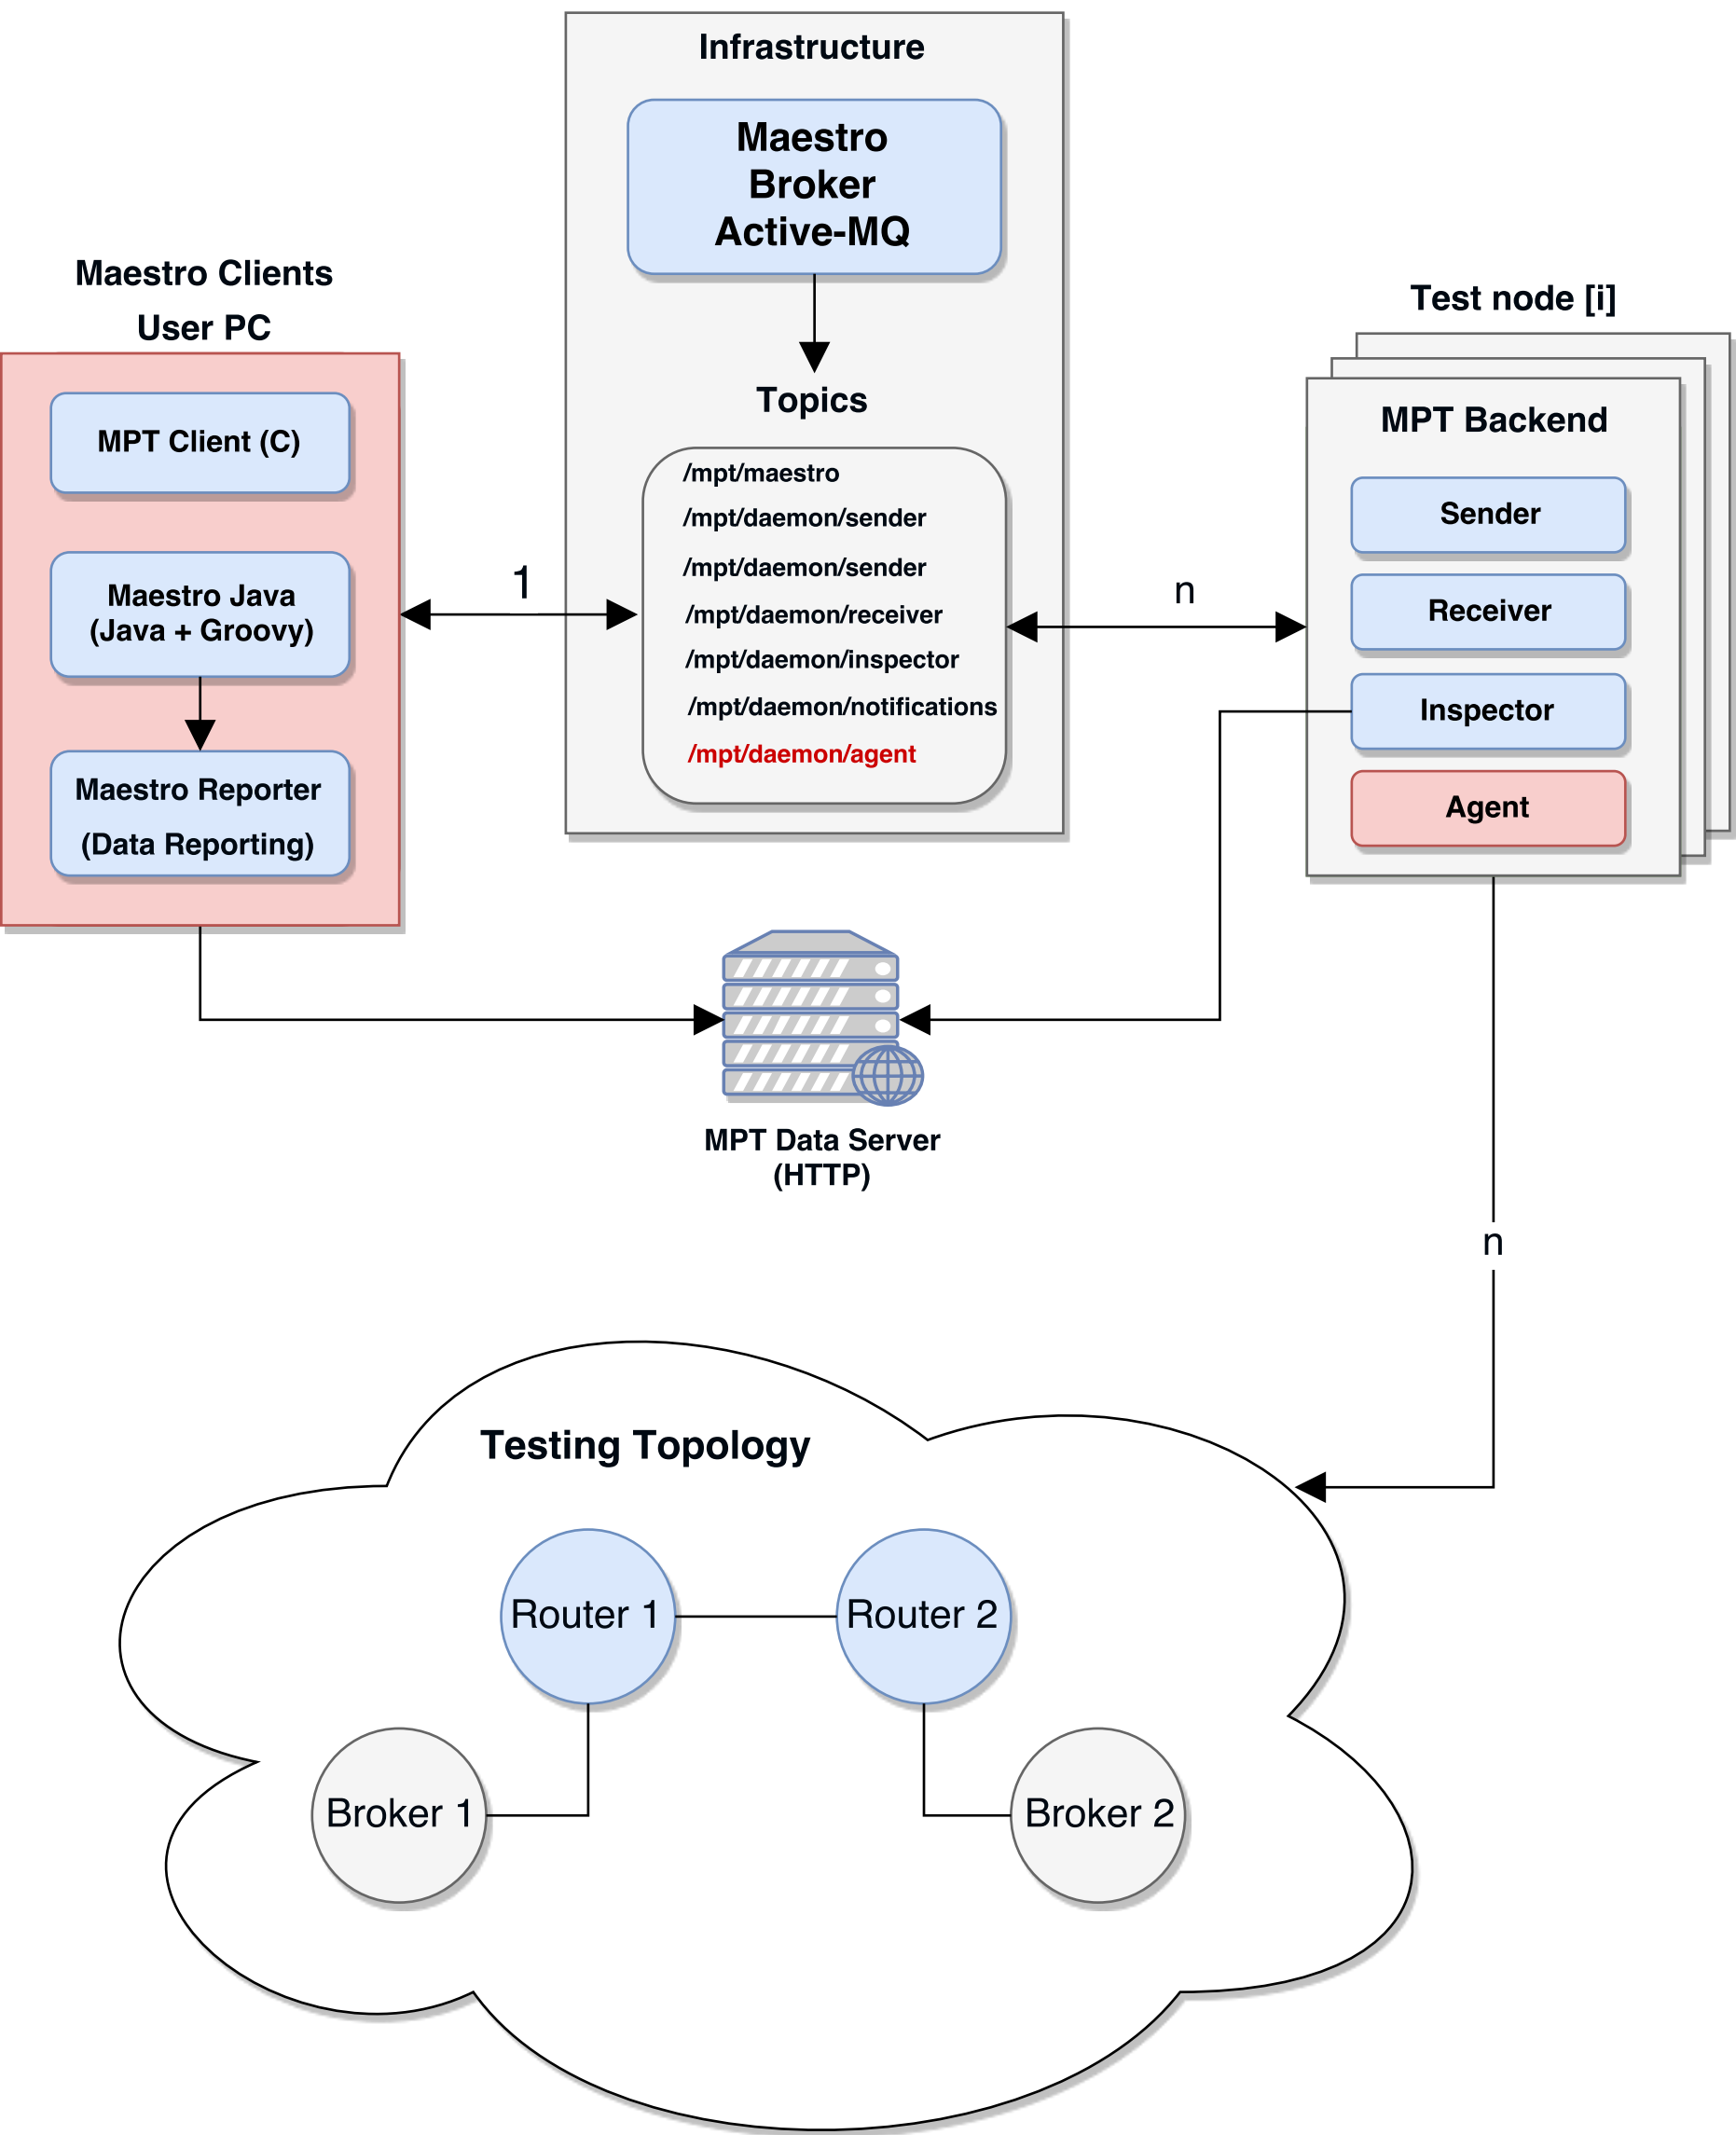 Infrastructure
Maestro
Broker
Active-MQ
Maestro Clients
User PC
MPT Client (C)
Maestro Java
(Java + Groovy)
Maestro Reporter
(Data Reporting)
1
Topics
/mpt/maestro
/mpt/daemon/sender
/mpt/daemon/sender
/mpt/daemon/receiver
/mpt/daemon/inspector
/mpt/daemon/notifications
/mpt/daemon/agent
n
Test node [i]
MPT Backend
Sender
Receiver
Inspector
Agent
MPT Data Server
(HTTP)
n
Testing Topology
Router 1
Router 2
Broker 1
Broker 2